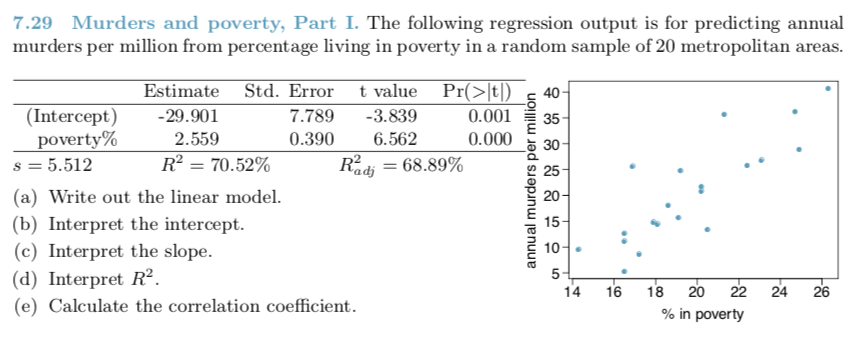 7.29 Murders and poverty, Part I. The following regression output is for predicting annual
murders per million from percentage living in poverty in a random sample of 20 metropolitan areas.
Estimate Std. Error t value Pr(>|t|)
(Intercept) -29.901 7.789 -3.839 0.001
poverty% 2.559 0.390 6.562 0.000
s = 5.512 R² = 70.52% R²adj = 68.89%
(a) Write out the linear model.
(b) Interpret the intercept.
(c) Interpret the slope.
(d) Interpret R².
(e) Calculate the correlation coefficient.
annual murders per million
40
35
30
25
20
15
10
5
14 16 18 20 22 24 26
% in poverty